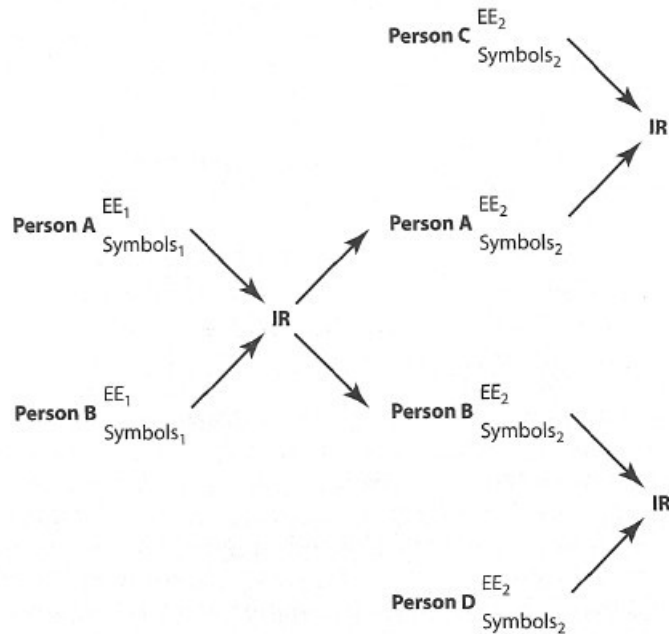 Person C EE₂
Symbols₂
IR
Person A EE₁
Symbols₁
Person A EE₂
Symbols₂
IR
Person B EE₁
Symbols₁
Person B EE₂
Symbols₂
IR
Person D EE₂
Symbols₂